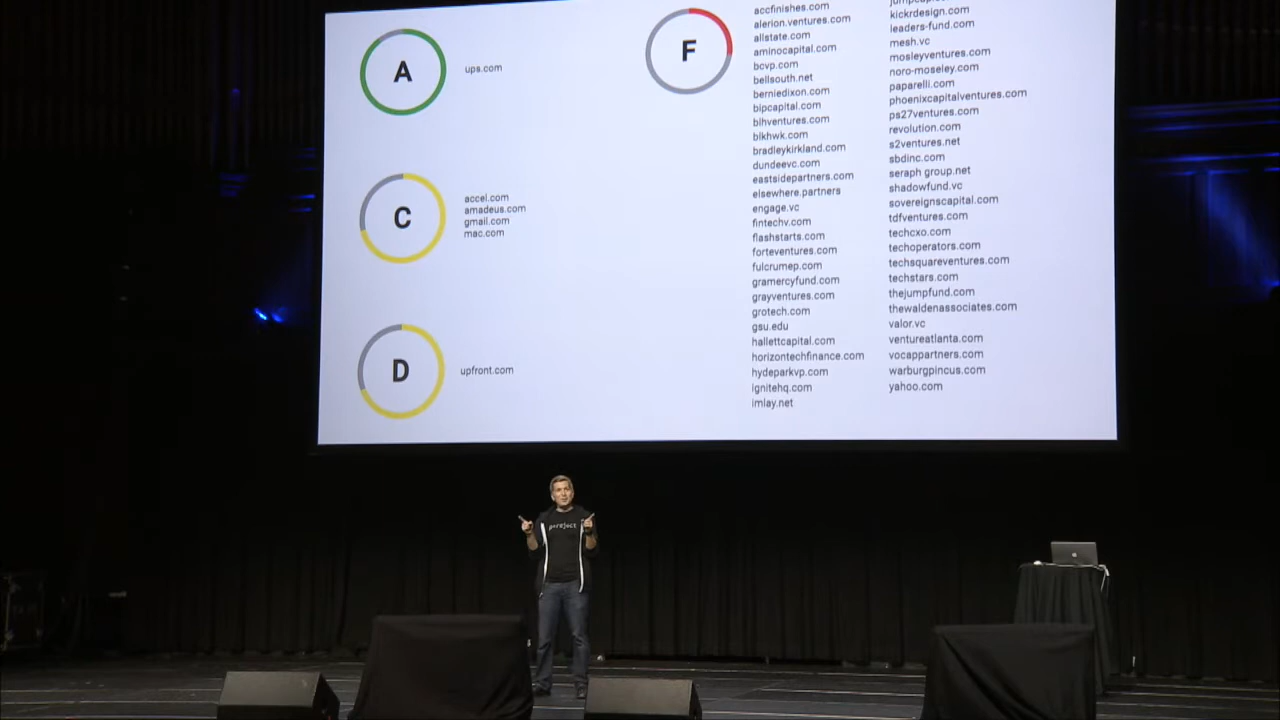 A
ups.com
C
accel.com
amadeus.com
gmail.com
mac.com
D
upfront.com
F
accfinishes.com
alerion.ventures.com
allstate.com
aminocapital.com
bcvp.com
bellsouth.net
berniedixon.com
bipcapital.com
blhventures.com
blkhwk.com
bradleykirkland.com
dundeevc.com
eastsidepartners.com
elsewhere.partners
engage.vc
fintechv.com
flashstarts.com
forteventures.com
fulcrumep.com
gramercyfund.com
grayventures.com
grotech.com
gsu.edu
hallettcapital.com
horizontechfinance.com
hydeparkvp.com
ignitehq.com
imlay.net
kickrdesign.com
leaders-fund.com
mesh.vc
mosleyventures.com
noro-moseley.com
paparelli.com
phoenixcapitalventures.com
ps27ventures.com
revolution.com
s2ventures.net
sbdinc.com
seraph group.net
shadowfund.vc
sovereignscapital.com
tdfventures.com
techcxo.com
techoperators.com
techsquareventures.com
techstars.com
thejumpfund.com
thewaldenassociates.com
valor.vc
ventureatlanta.com
vocappartners.com
warburgpincus.com
yahoo.com